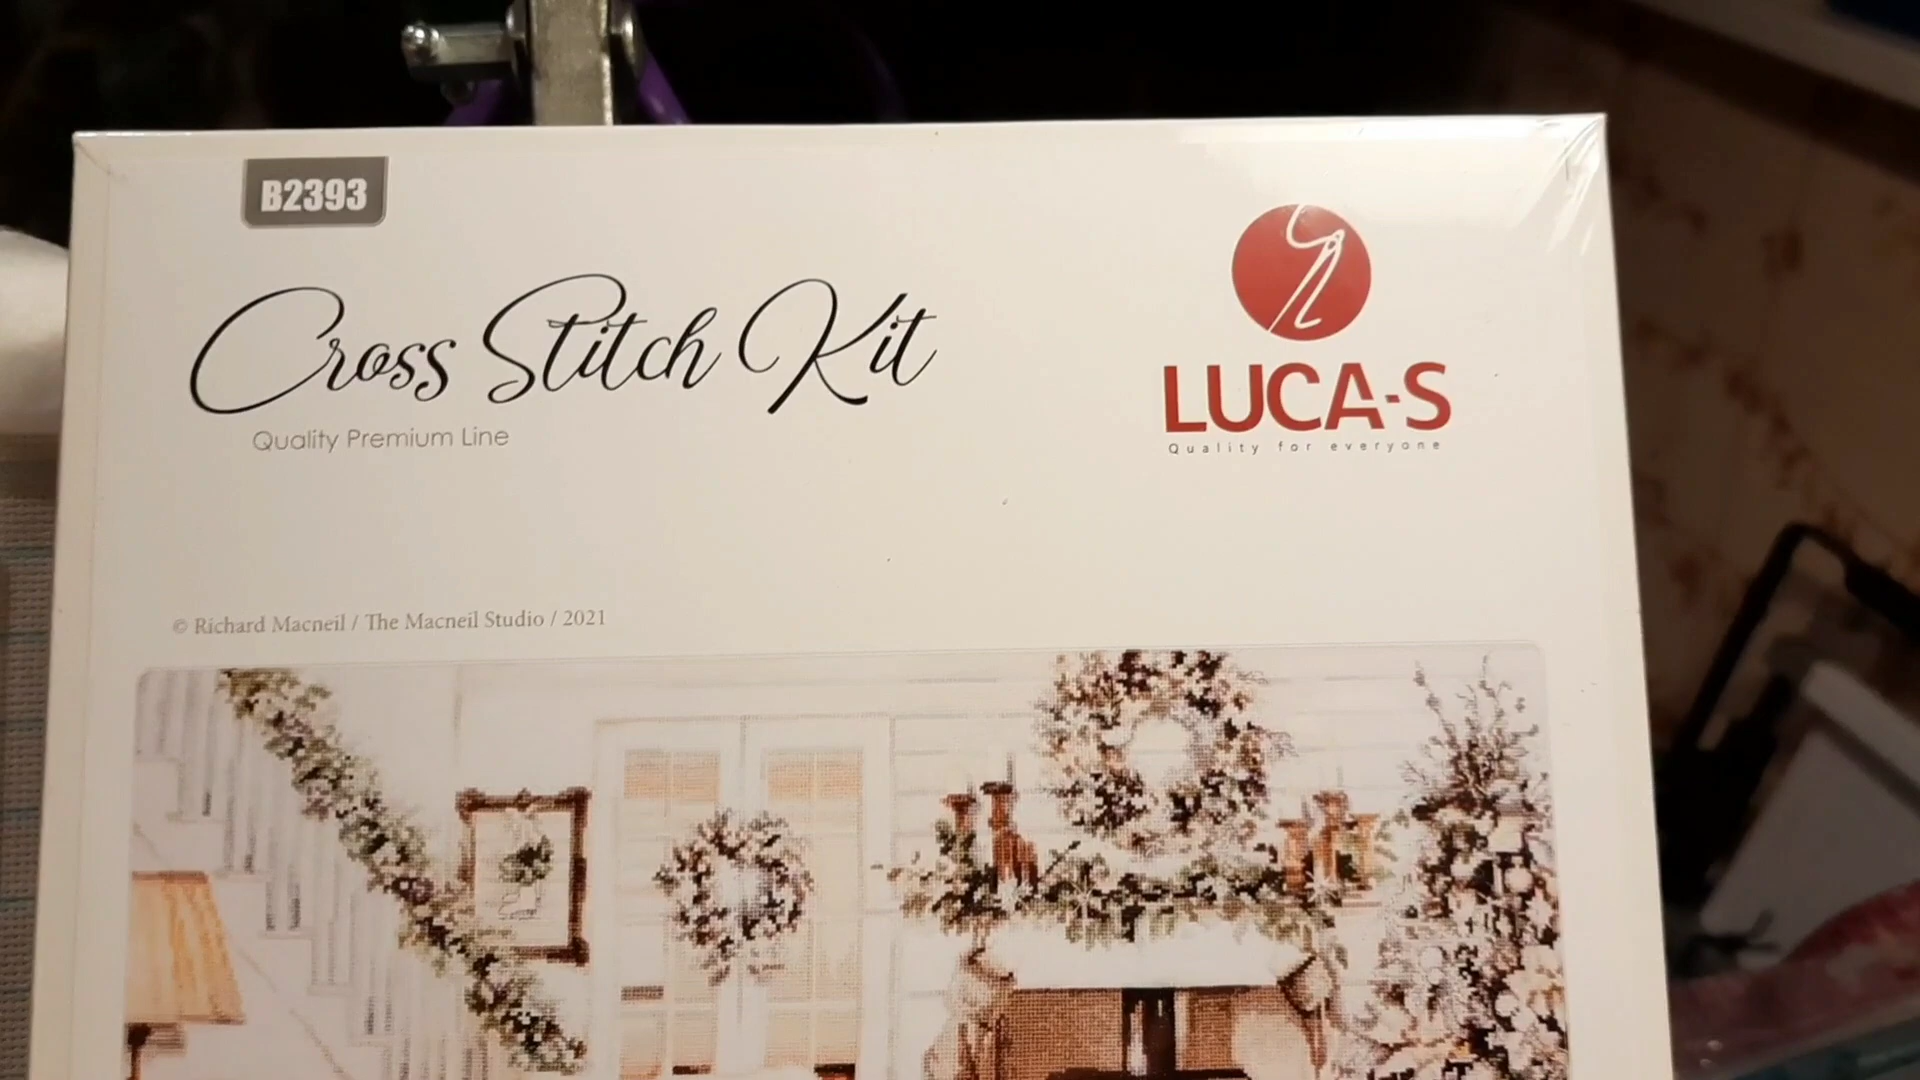 B2393
Cross Stitch Kit
Quality Premium Line
LUCA-S
Quality for everyone
© Richard Macneil / The Macneil Studio / 2021